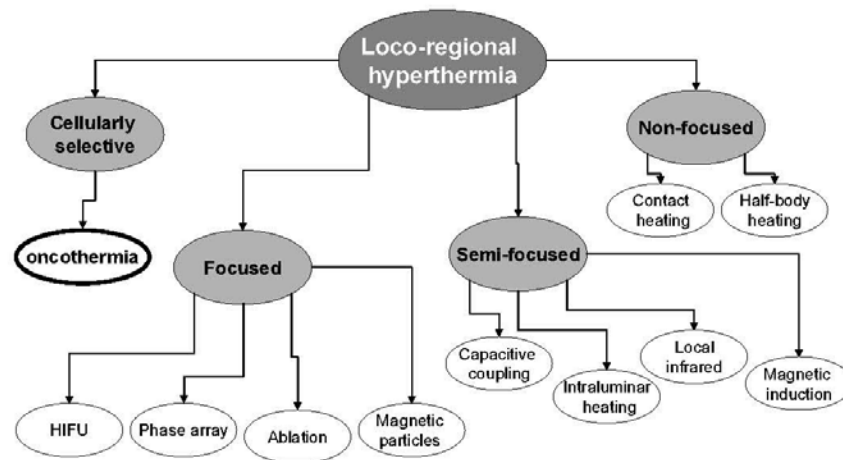 Loco-regional
hyperthermia
Cellularly
selective
Non-focused
Contact
heating
Half-body
heating
oncothermia
Focused
Semi-focused
Capacitive
coupling
Intraluminar
heating
Local
infrared
Magnetic
induction
HIFU
Phase array
Ablation
Magnetic
particles